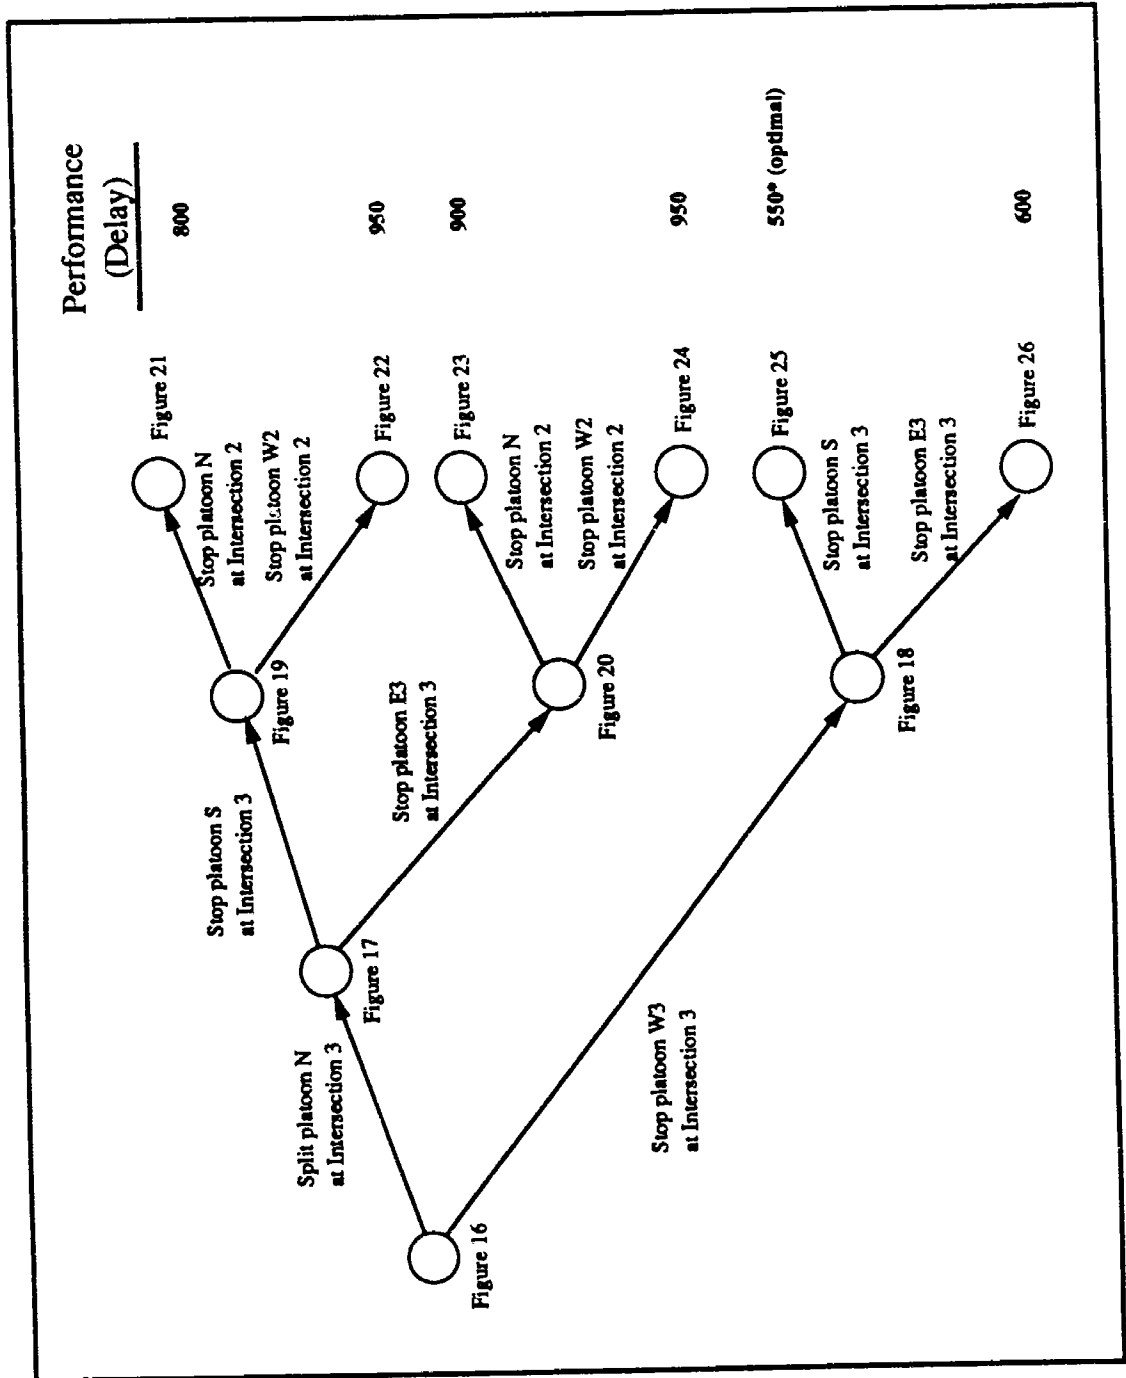 Performance
(Delay)
Figure 21
800
Stop platoon N
at Intersection 2
Stop platoon W2
at Intersection 2
Figure 22
950
Figure 19
Stop platoon S
at Intersection 3
Figure 23
900
Stop platoon N
at Intersection 2
Stop platoon W2
at Intersection 2
Figure 24
950
Figure 20
Stop platoon E3
at Intersection 3
Figure 17
Split platoon N
at Intersection 3
Figure 25
550* (optimal)
Stop platoon S
at Intersection 3
Stop platoon E3
at Intersection 3
Figure 26
600
Figure 18
Stop platoon W3
at Intersection 3
Figure 16